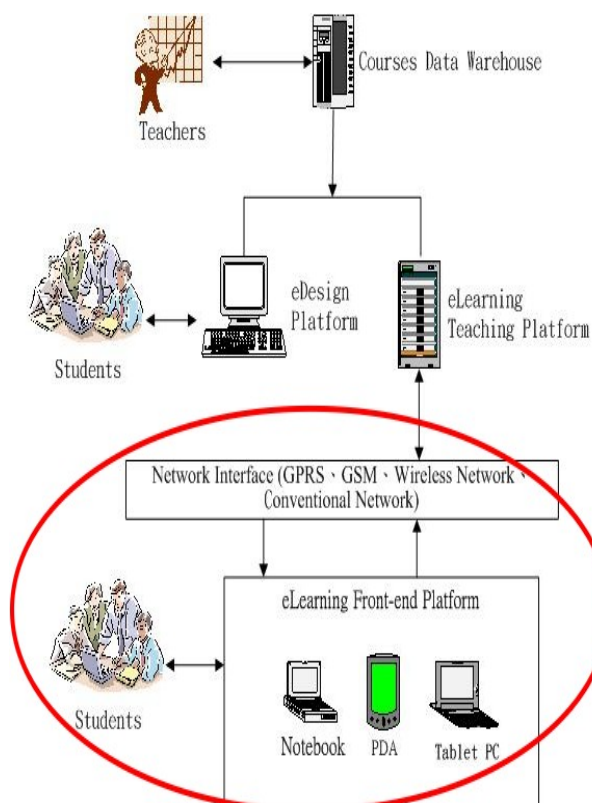 Courses Data Warehouse
Teachers
eDesign
Platform
eLearning
Teaching Platform
Students
Network Interface (GPRS、GSM、Wireless Network、
Conventional Network)
eLearning Front-end Platform
Students
Notebook
PDA
Tablet PC